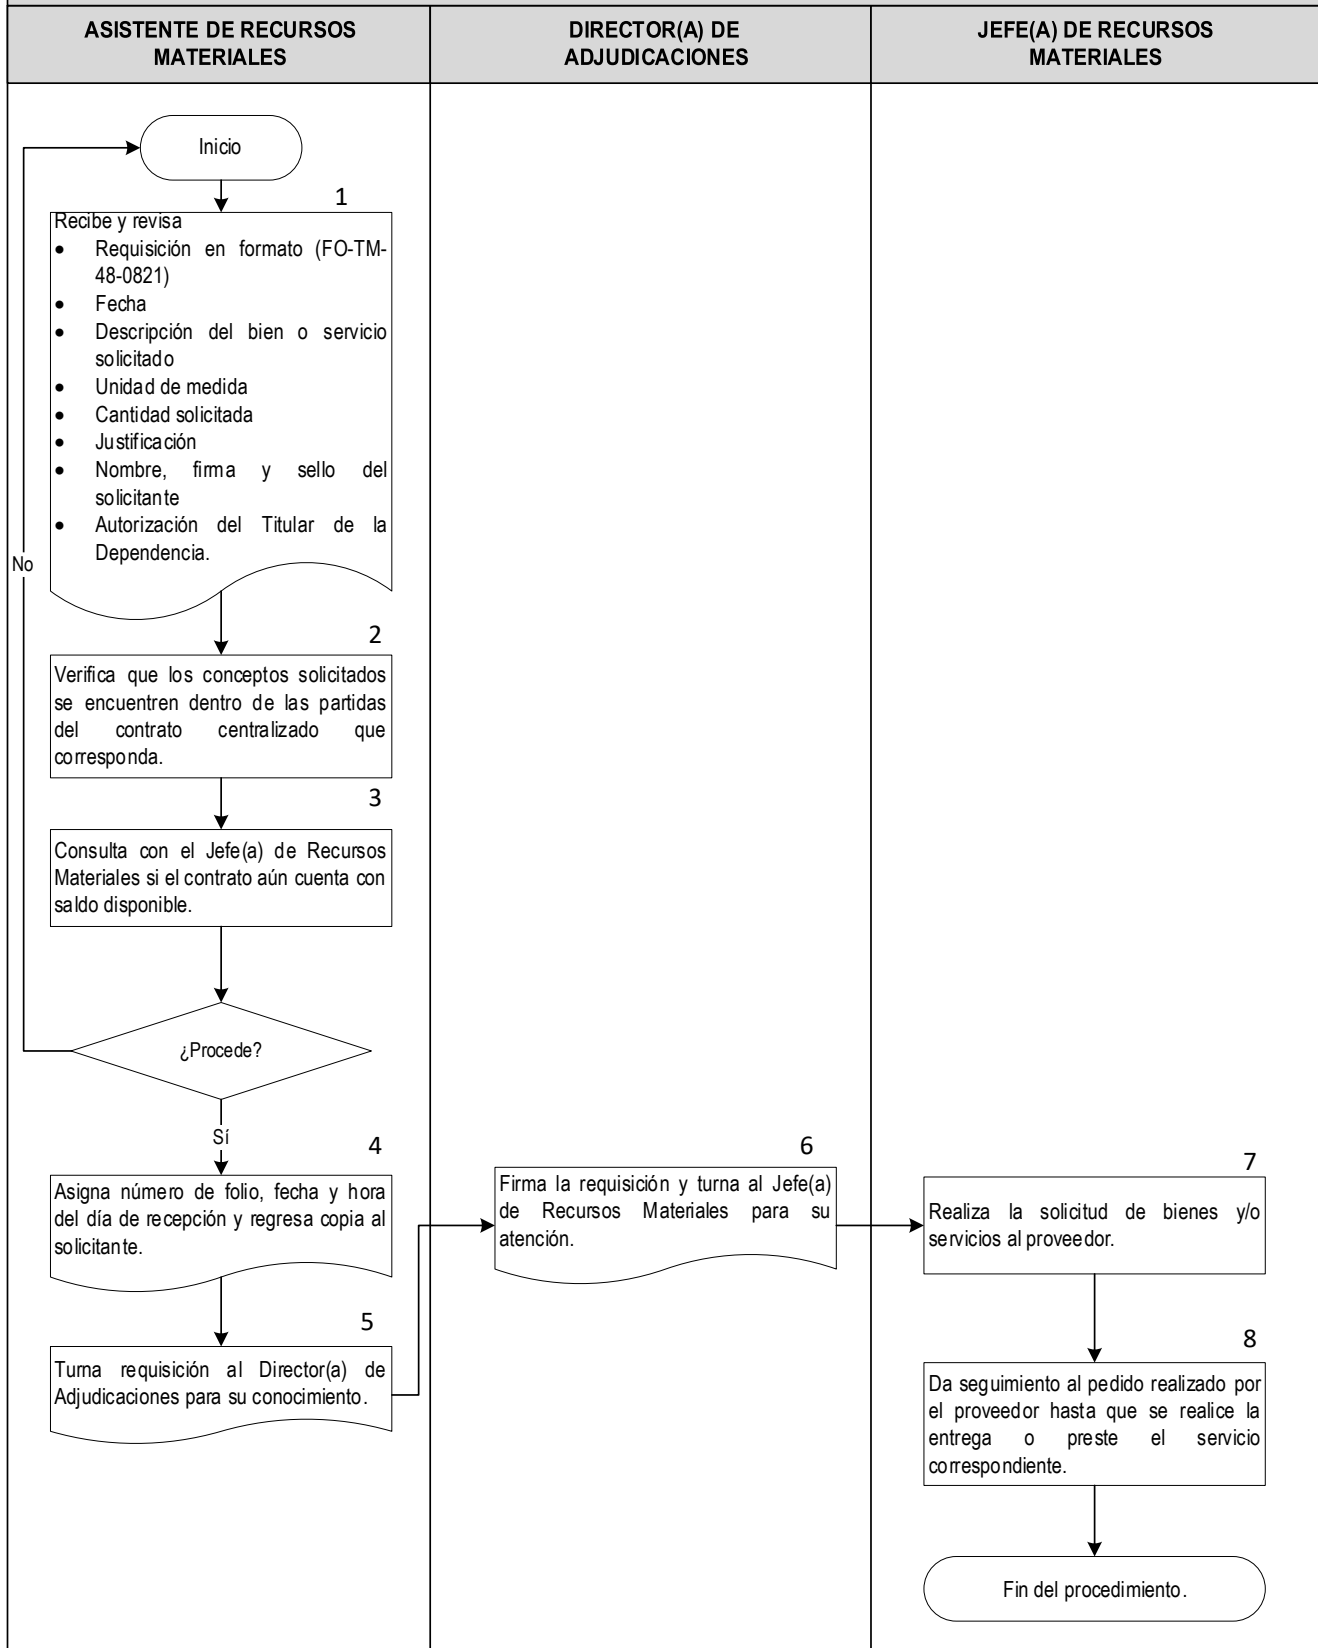 ASISTENTE DE RECURSOS
MATERIALES
DIRECTOR(A) DE
ADJUDICACIONES
JEFE(A) DE RECURSOS
MATERIALES
Inicio
1
Recibe y revisa
• Requisición en formato (FO-TM-
48-0821)
• Fecha
• Descripción del bien o servicio
solicitado
• Unidad de medida
• Cantidad solicitada
• Justificación
• Nombre, firma y sello del
solicitante
• Autorización del Titular de la
Dependencia.
No
2
Verifica que los conceptos solicitados
se encuentren dentro de las partidas
del contrato centralizado que
corresponda.
3
Consulta con el Jefe(a) de Recursos
Materiales si el contrato aún cuenta con
saldo disponible.
¿Procede?
Sí
4
Asigna número de folio, fecha y hora
del día de recepción y regresa copia al
solicitante.
5
Turna requisición al Director(a) de
Adjudicaciones para su conocimiento.
6
Firma la requisición y turna al Jefe(a)
de Recursos Materiales para su
atención.
7
Realiza la solicitud de bienes y/o
servicios al proveedor.
8
Da seguimiento al pedido realizado por
el proveedor hasta que se realice la
entrega o preste el servicio
correspondiente.
Fin del procedimiento.